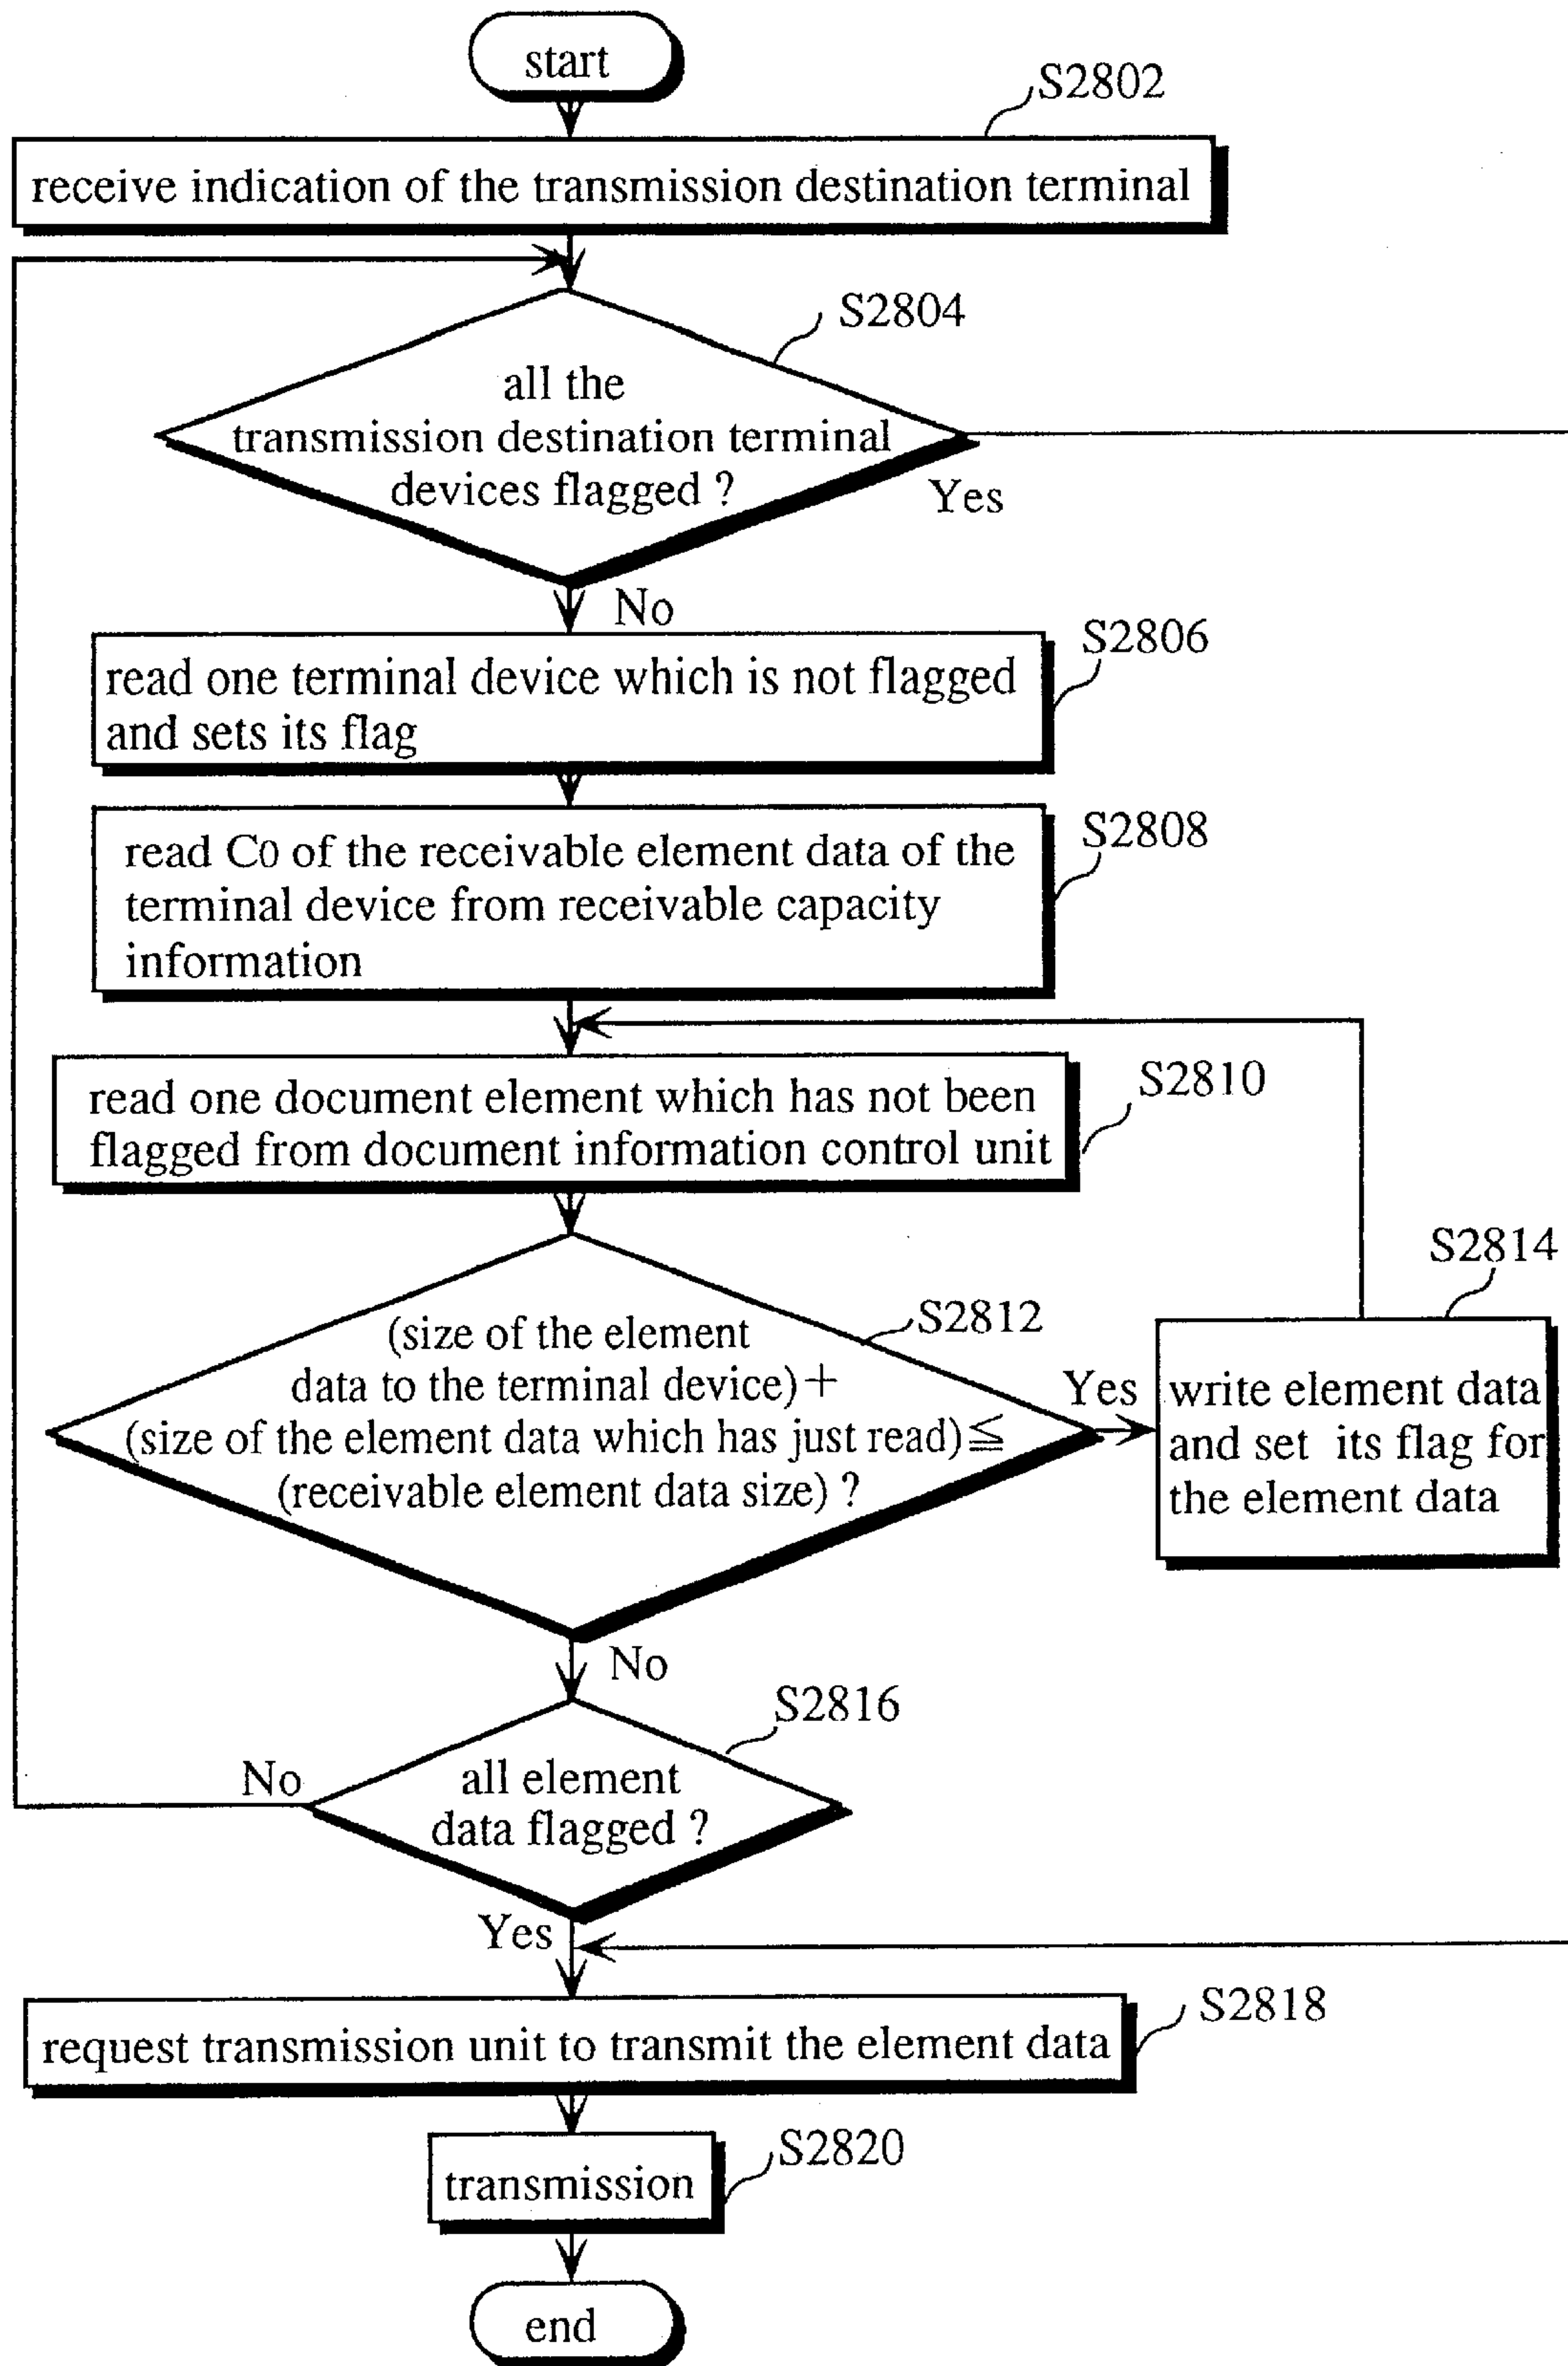 start
S2802
receive indication of the transmission destination terminal
S2804
all the
transmission destination terminal
devices flagged ?
Yes
No
S2806
read one terminal device which is not flagged
and sets its flag
S2808
read C0 of the receivable element data of the
terminal device from receivable capacity
information
S2810
read one document element which has not been
flagged from document information control unit
S2812
(size of the element
data to the terminal device)+
(size of the element data which has just read)≦
(receivable element data size) ?
Yes
S2814
write element data
and set its flag for
the element data
No
S2816
all element
data flagged ?
No
Yes
S2818
request transmission unit to transmit the element data
S2820
transmission
end